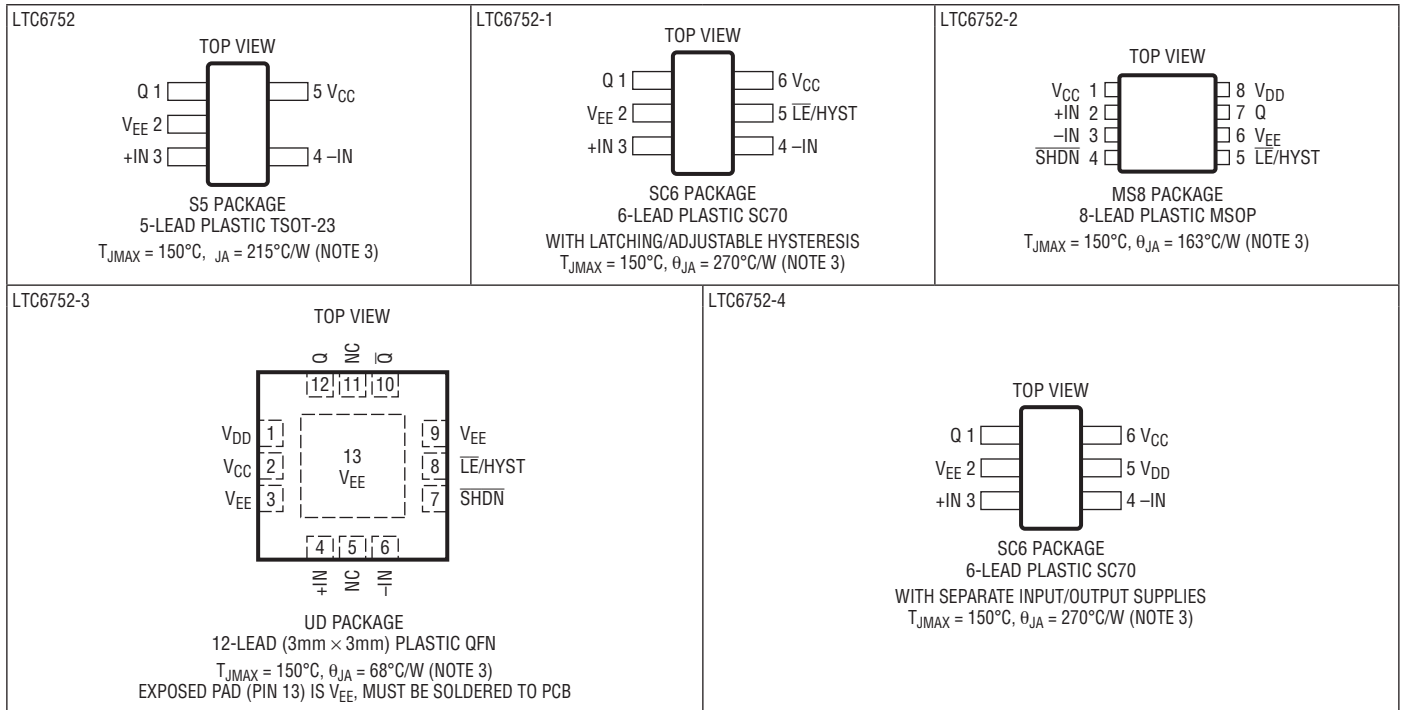 LTC6752
TOP VIEW
Q 1
VEE 2
+IN 3
5 VCC
4 –IN
S5 PACKAGE
5-LEAD PLASTIC TSOT-23
TJMAX = 150°C, JA = 215°C/W (NOTE 3)
LTC6752-1
TOP VIEW
Q 1
VEE 2
+IN 3
6 VCC
5 L̅E̅/HYST
4 –IN
SC6 PACKAGE
6-LEAD PLASTIC SC70
WITH LATCHING/ADJUSTABLE HYSTERESIS
TJMAX = 150°C, θJA = 270°C/W (NOTE 3)
LTC6752-2
TOP VIEW
VCC 1
+IN 2
–IN 3
S̅H̅D̅N̅ 4
8 VDD
7 Q
6 VEE
5 L̅E̅/HYST
MS8 PACKAGE
8-LEAD PLASTIC MSOP
TJMAX = 150°C, θJA = 163°C/W (NOTE 3)
LTC6752-3
TOP VIEW
Q NC Q̅
12 11 10
VDD 1
VCC 2
VEE 3
13
VEE
9 VEE
8 L̅E̅/HYST
7 S̅H̅D̅N̅
4 5 6
+IN NC –IN
UD PACKAGE
12-LEAD (3mm × 3mm) PLASTIC QFN
TJMAX = 150°C, θJA = 68°C/W (NOTE 3)
EXPOSED PAD (PIN 13) IS VEE, MUST BE SOLDERED TO PCB
LTC6752-4
TOP VIEW
Q 1
VEE 2
+IN 3
6 VCC
5 VDD
4 –IN
SC6 PACKAGE
6-LEAD PLASTIC SC70
WITH SEPARATE INPUT/OUTPUT SUPPLIES
TJMAX = 150°C, θJA = 270°C/W (NOTE 3)